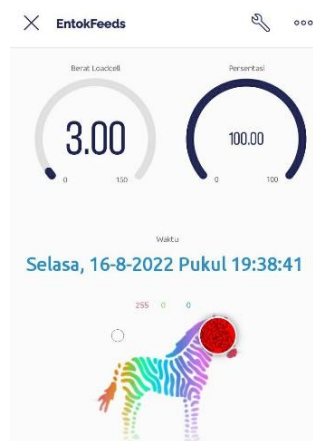 EntokFeeds
Berat Loadcell
Persentasi
3.00
100.00
0
150
0
100
Waktu
Selasa, 16-8-2022 Pukul 19:38:41
255 0 0